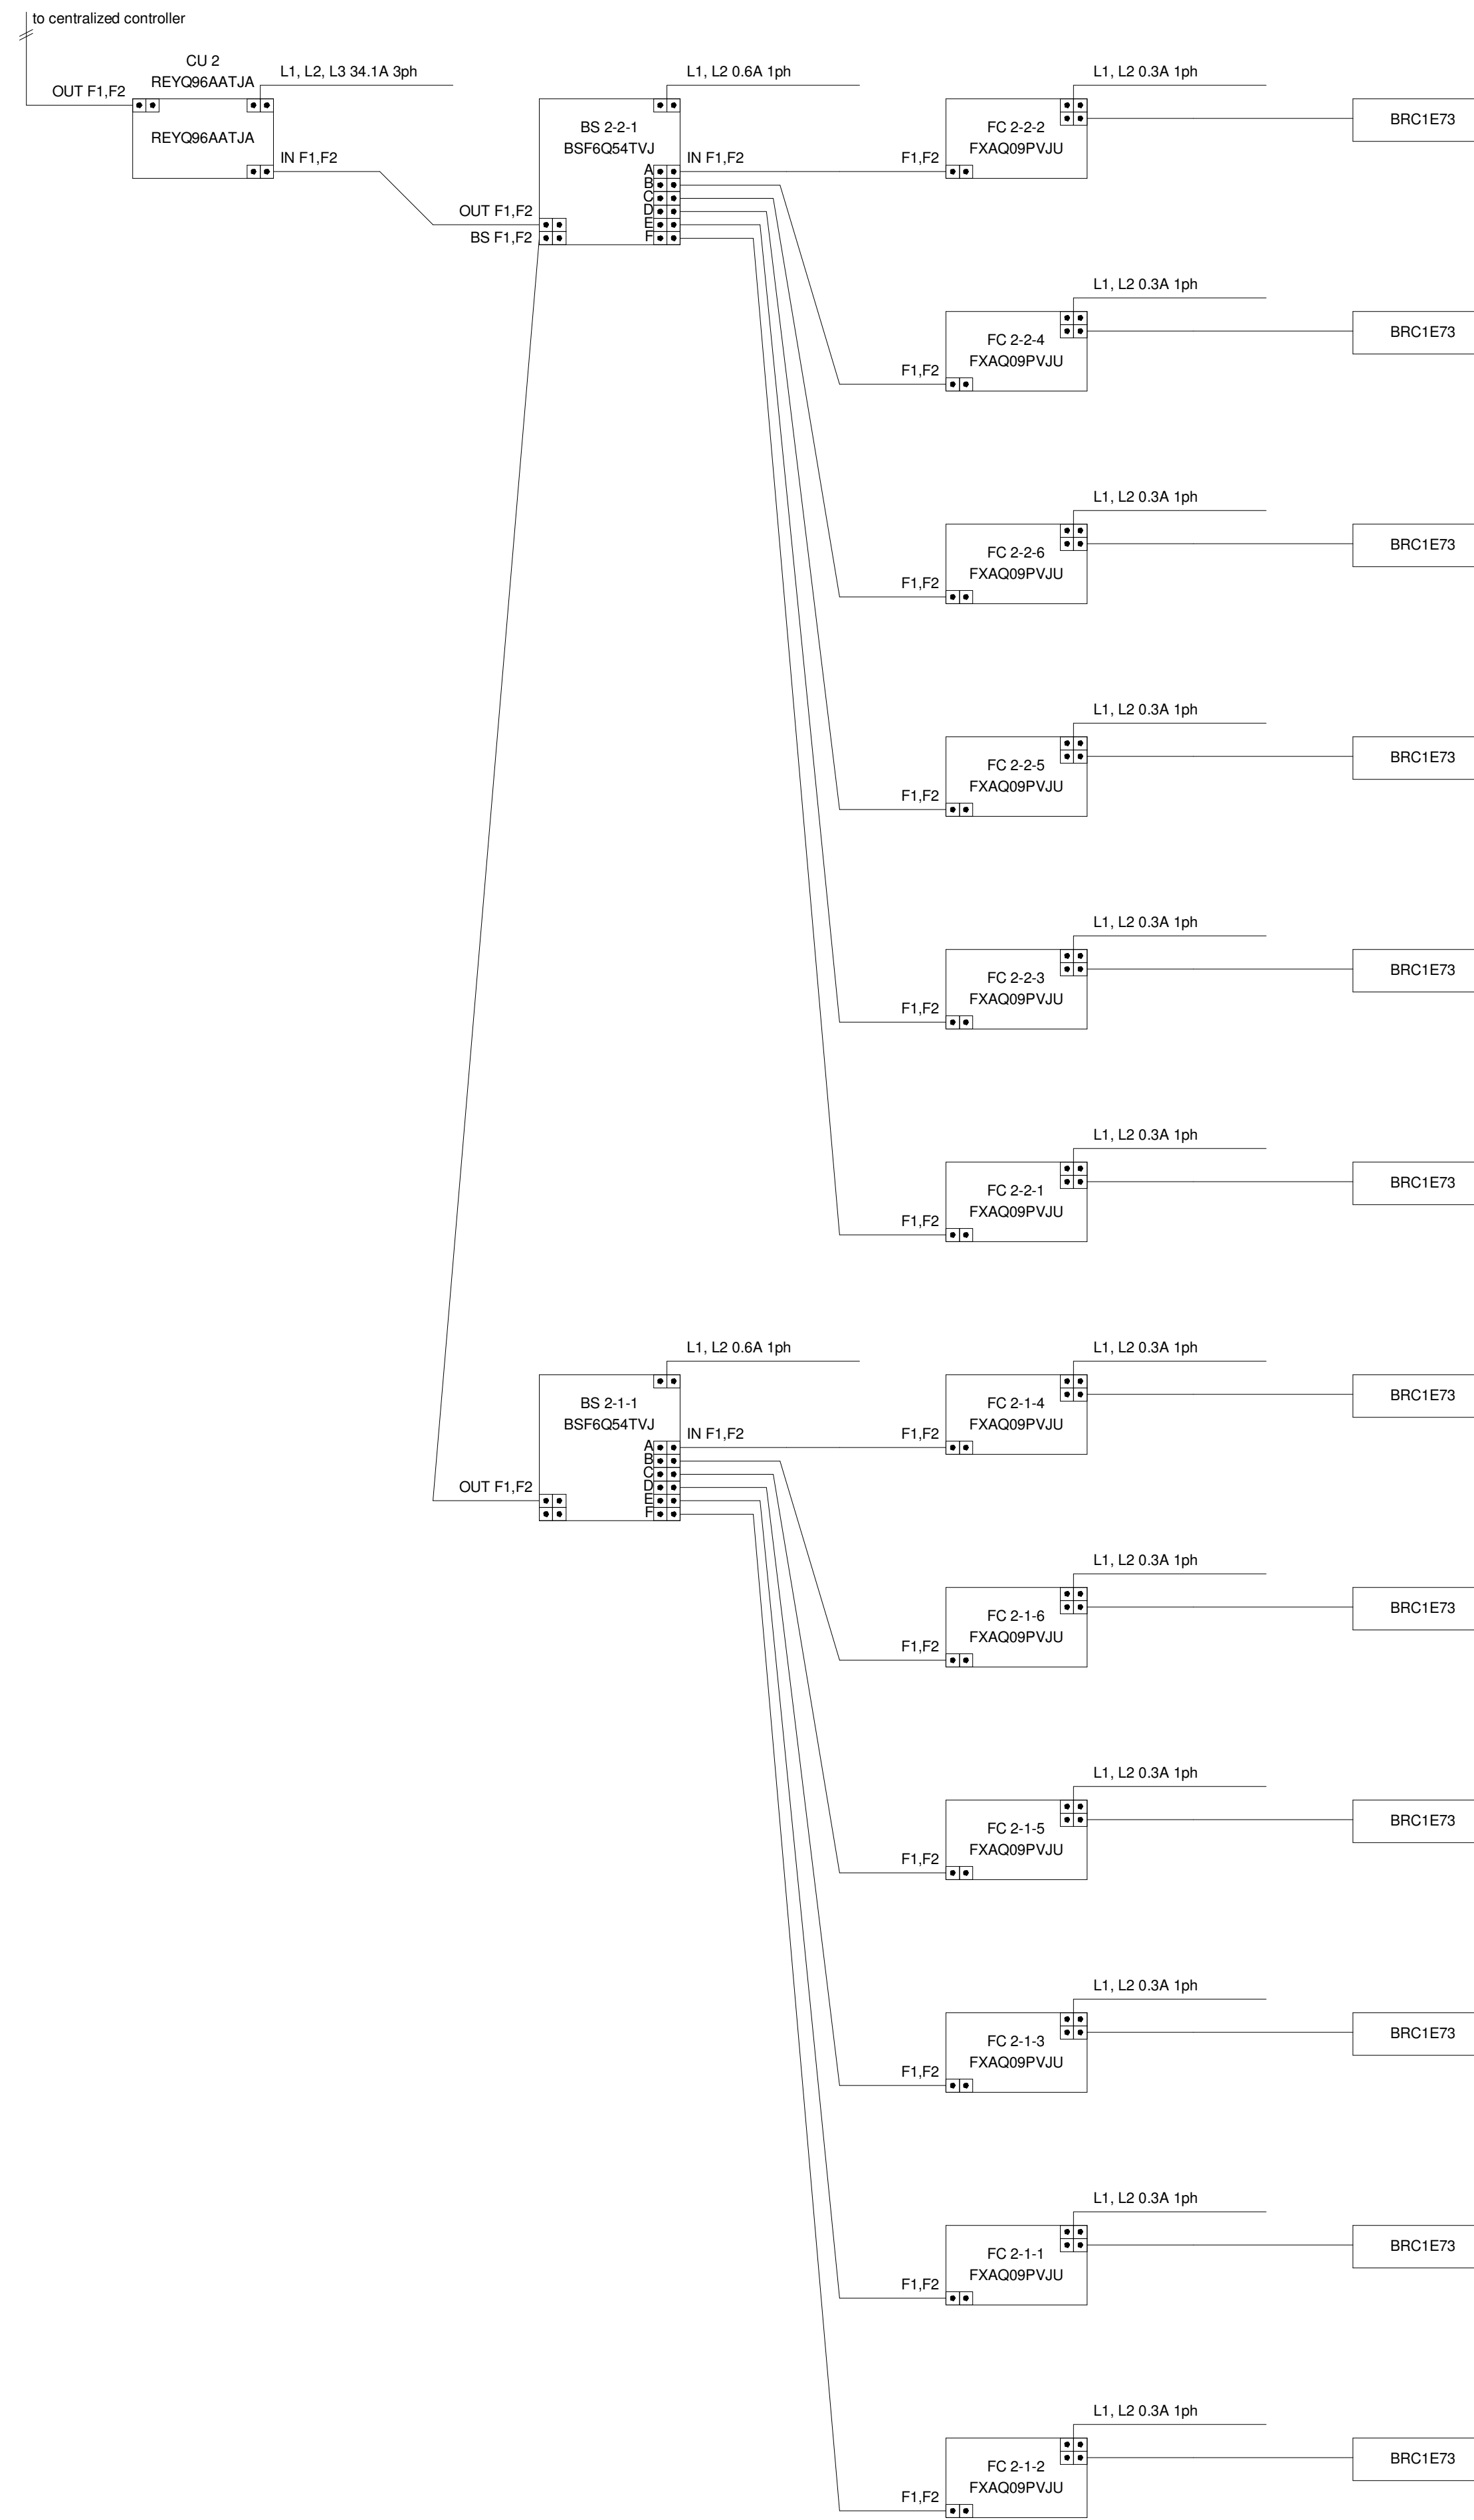 to centralized controller
CU 2
REYQ96AATJA
L1, L2, L3 34.1A 3ph
OUT F1,F2
REYQ96AATJA
IN F1,F2
L1, L2 0.6A 1ph
BS 2-2-1
BSF6Q54TVJ
IN F1,F2
A
B
C
D
E
F
OUT F1,F2
BS F1,F2
L1, L2 0.3A 1ph
FC 2-2-2
FXAQ09PVJU
F1,F2
BRC1E73
L1, L2 0.3A 1ph
FC 2-2-4
FXAQ09PVJU
F1,F2
BRC1E73
L1, L2 0.3A 1ph
FC 2-2-6
FXAQ09PVJU
F1,F2
BRC1E73
L1, L2 0.3A 1ph
FC 2-2-5
FXAQ09PVJU
F1,F2
BRC1E73
L1, L2 0.3A 1ph
FC 2-2-3
FXAQ09PVJU
F1,F2
BRC1E73
L1, L2 0.3A 1ph
FC 2-2-1
FXAQ09PVJU
F1,F2
BRC1E73
L1, L2 0.6A 1ph
BS 2-1-1
BSF6Q54TVJ
IN F1,F2
A
B
C
D
E
F
OUT F1,F2
L1, L2 0.3A 1ph
FC 2-1-4
FXAQ09PVJU
F1,F2
BRC1E73
L1, L2 0.3A 1ph
FC 2-1-6
FXAQ09PVJU
F1,F2
BRC1E73
L1, L2 0.3A 1ph
FC 2-1-5
FXAQ09PVJU
F1,F2
BRC1E73
L1, L2 0.3A 1ph
FC 2-1-3
FXAQ09PVJU
F1,F2
BRC1E73
L1, L2 0.3A 1ph
FC 2-1-1
FXAQ09PVJU
F1,F2
BRC1E73
L1, L2 0.3A 1ph
FC 2-1-2
FXAQ09PVJU
F1,F2
BRC1E73